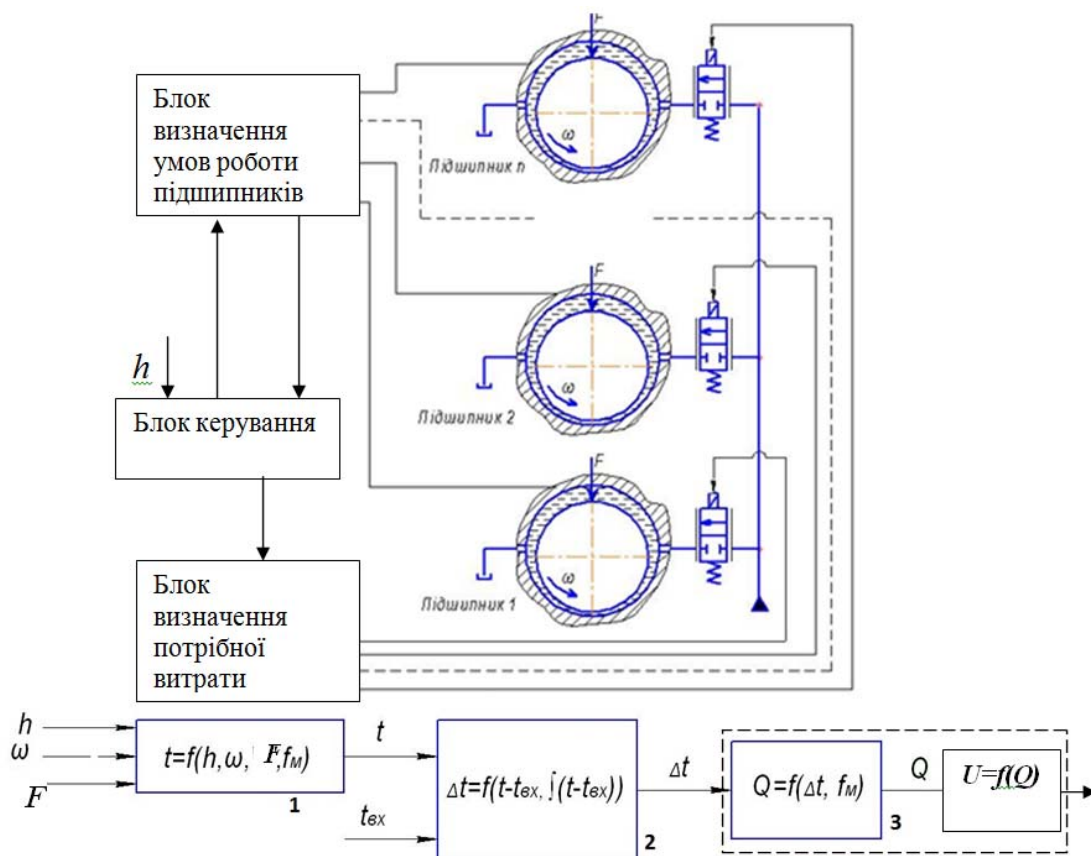 F
Блок
визначення
умов роботи
підшипників
ω
Підшипник n
F
h
ω
Блок керування
Підшипник 2
F
Блок
визначення
потрібної
витрати
ω
Підшипник 1
h
ω
F
t=f(h,ω, F,fм)
1
t
tвх
Δt=f(t-tвх, ∫(t-tвх))
2
Δt
Q=f(Δt, fм)
3
Q
U=f(Q)